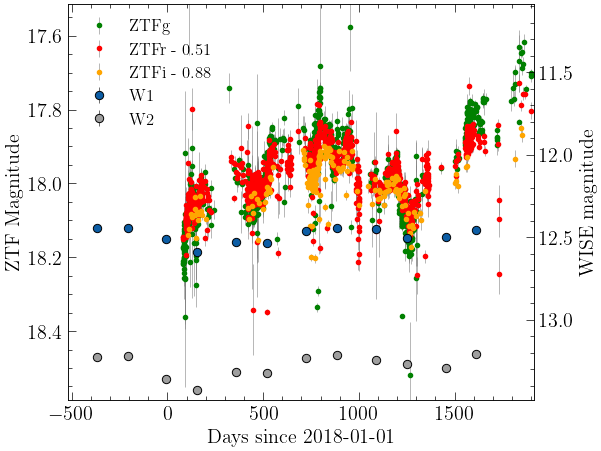 ZTFg
ZTFr - 0.51
ZTFi - 0.88
W1
W2
17.6
17.8
18.0
18.2
18.4
ZTF Magnitude
11.5
12.0
12.5
13.0
WISE magnitude
−500
0
500
1000
1500
Days since 2018-01-01